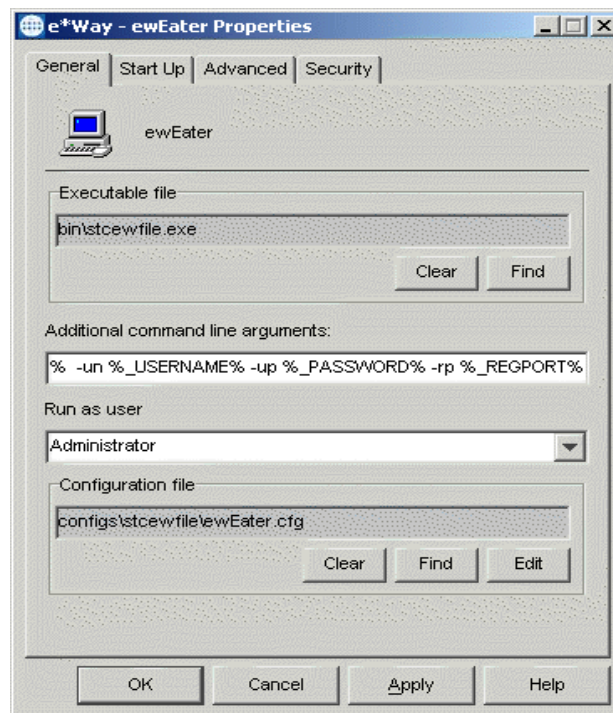 e*Way - ewEater Properties
General Start Up Advanced Security
ewEater
Executable file
bin\stcewfile.exe
Clear Find
Additional command line arguments:
% -un %_USERNAME% -up %_PASSWORD% -rp %_REGPORT%
Run as user
Administrator
Configuration file
configs\stcewfile\ewEater.cfg
Clear Find Edit
OK Cancel Apply Help